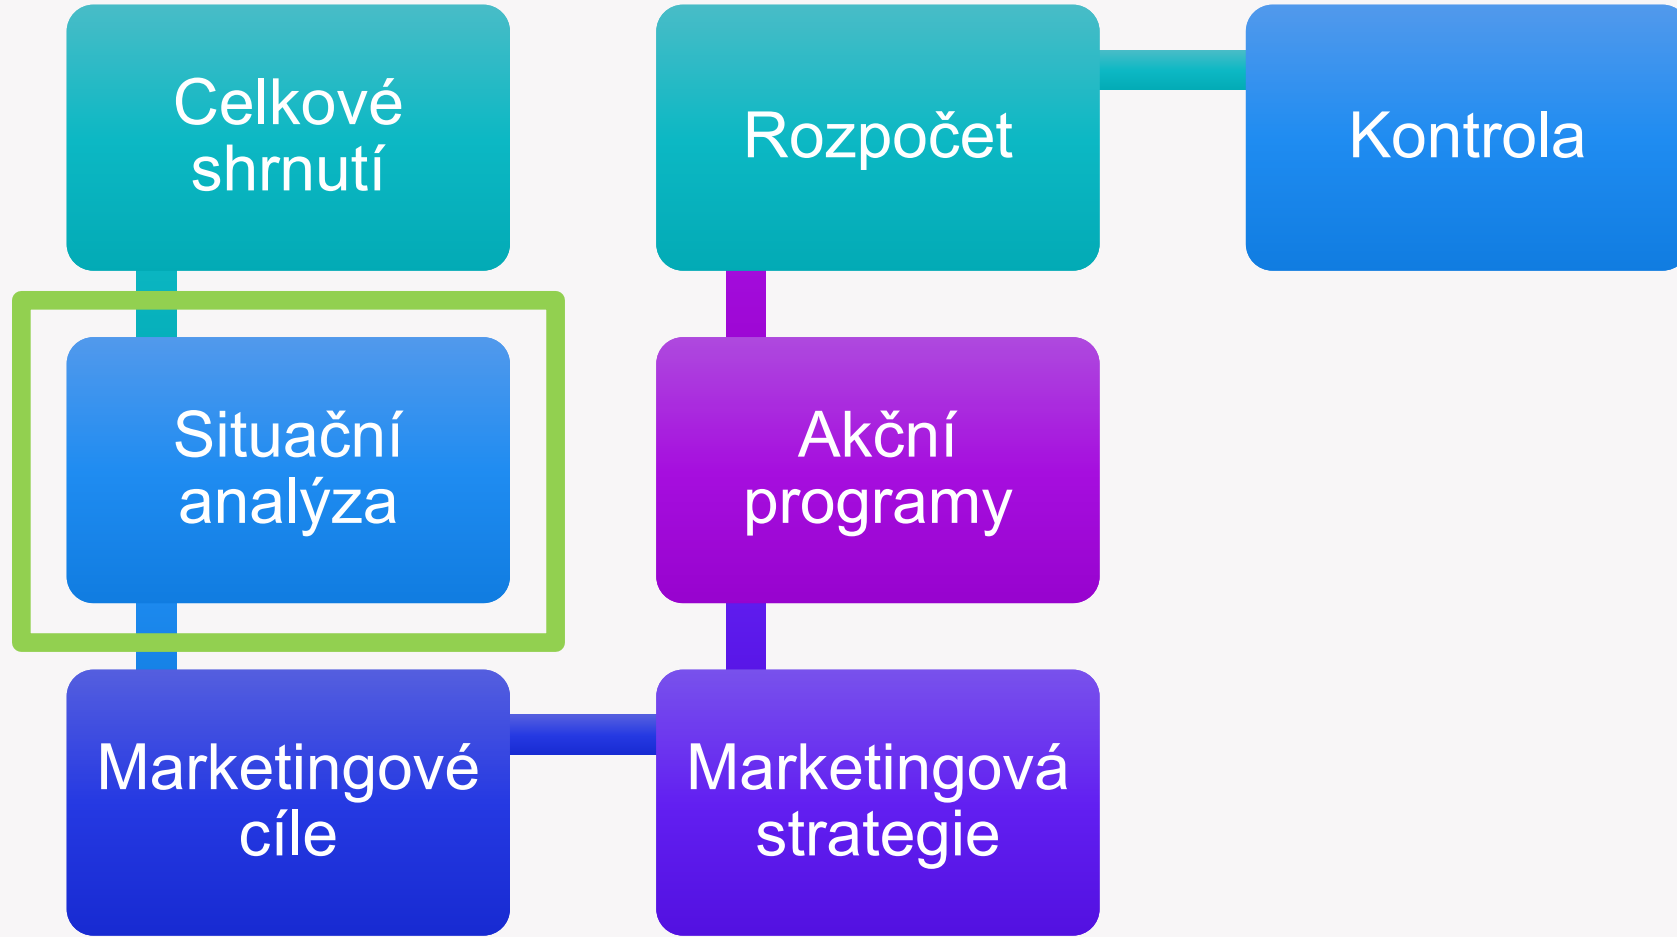 Celkové
shrnutí
Situační
analýza
Marketingové
cíle
Marketingová
strategie
Akční
programy
Rozpočet
Kontrola